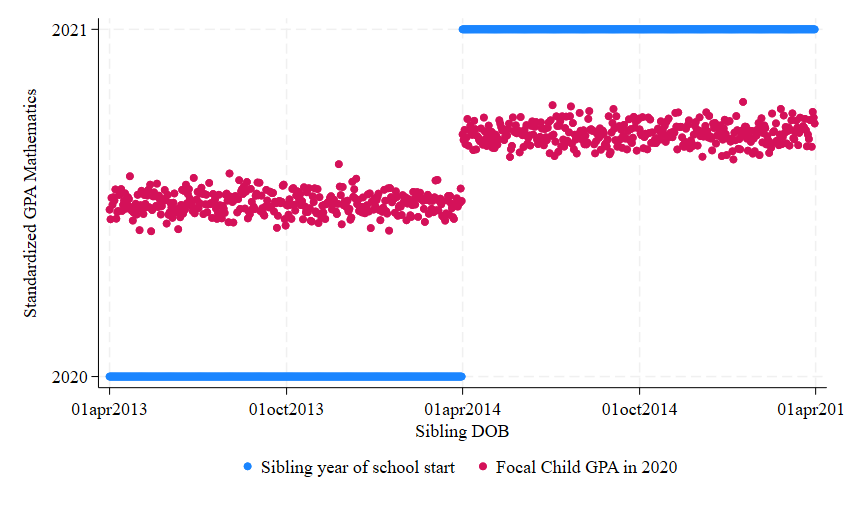 2021
Standardized GPA Mathematics
2020
01apr2013 01oct2013 01apr2014 01oct2014 01apr201
Sibling DOB
Sibling year of school start Focal Child GPA in 2020